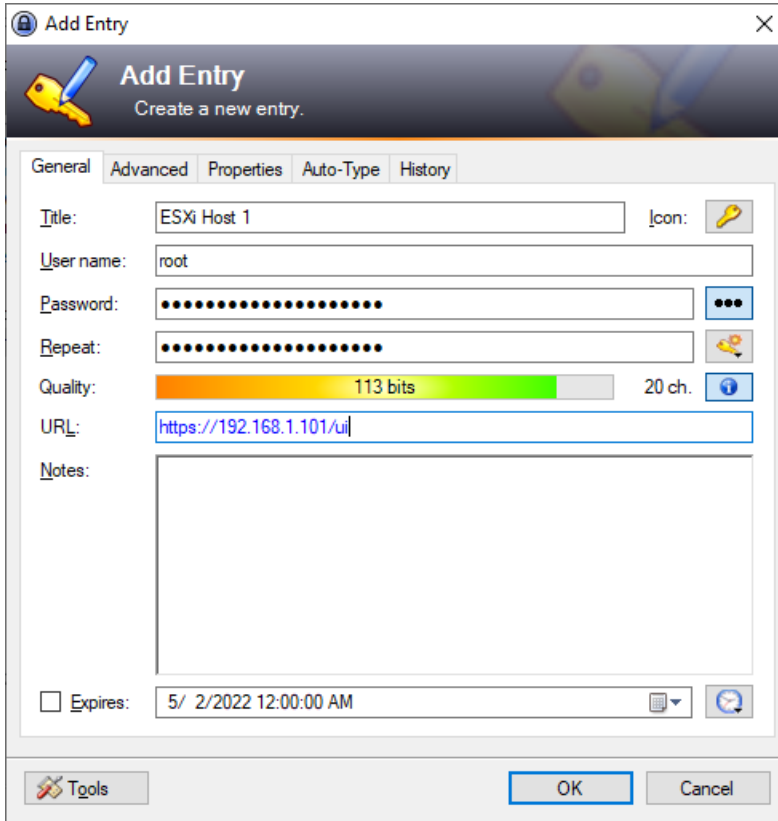 Add Entry
Add Entry
Create a new entry.
General Advanced Properties Auto-Type History
Title: ESXi Host 1 Icon:
User name: root
Password: ●●●●●●●●●●●●●●●●●●●●
Repeat: ●●●●●●●●●●●●●●●●●●●●
Quality: 113 bits 20 ch.
URL: https://192.168.1.101/ui
Notes:
Expires: 5/ 2/2022 12:00:00 AM
Tools OK Cancel